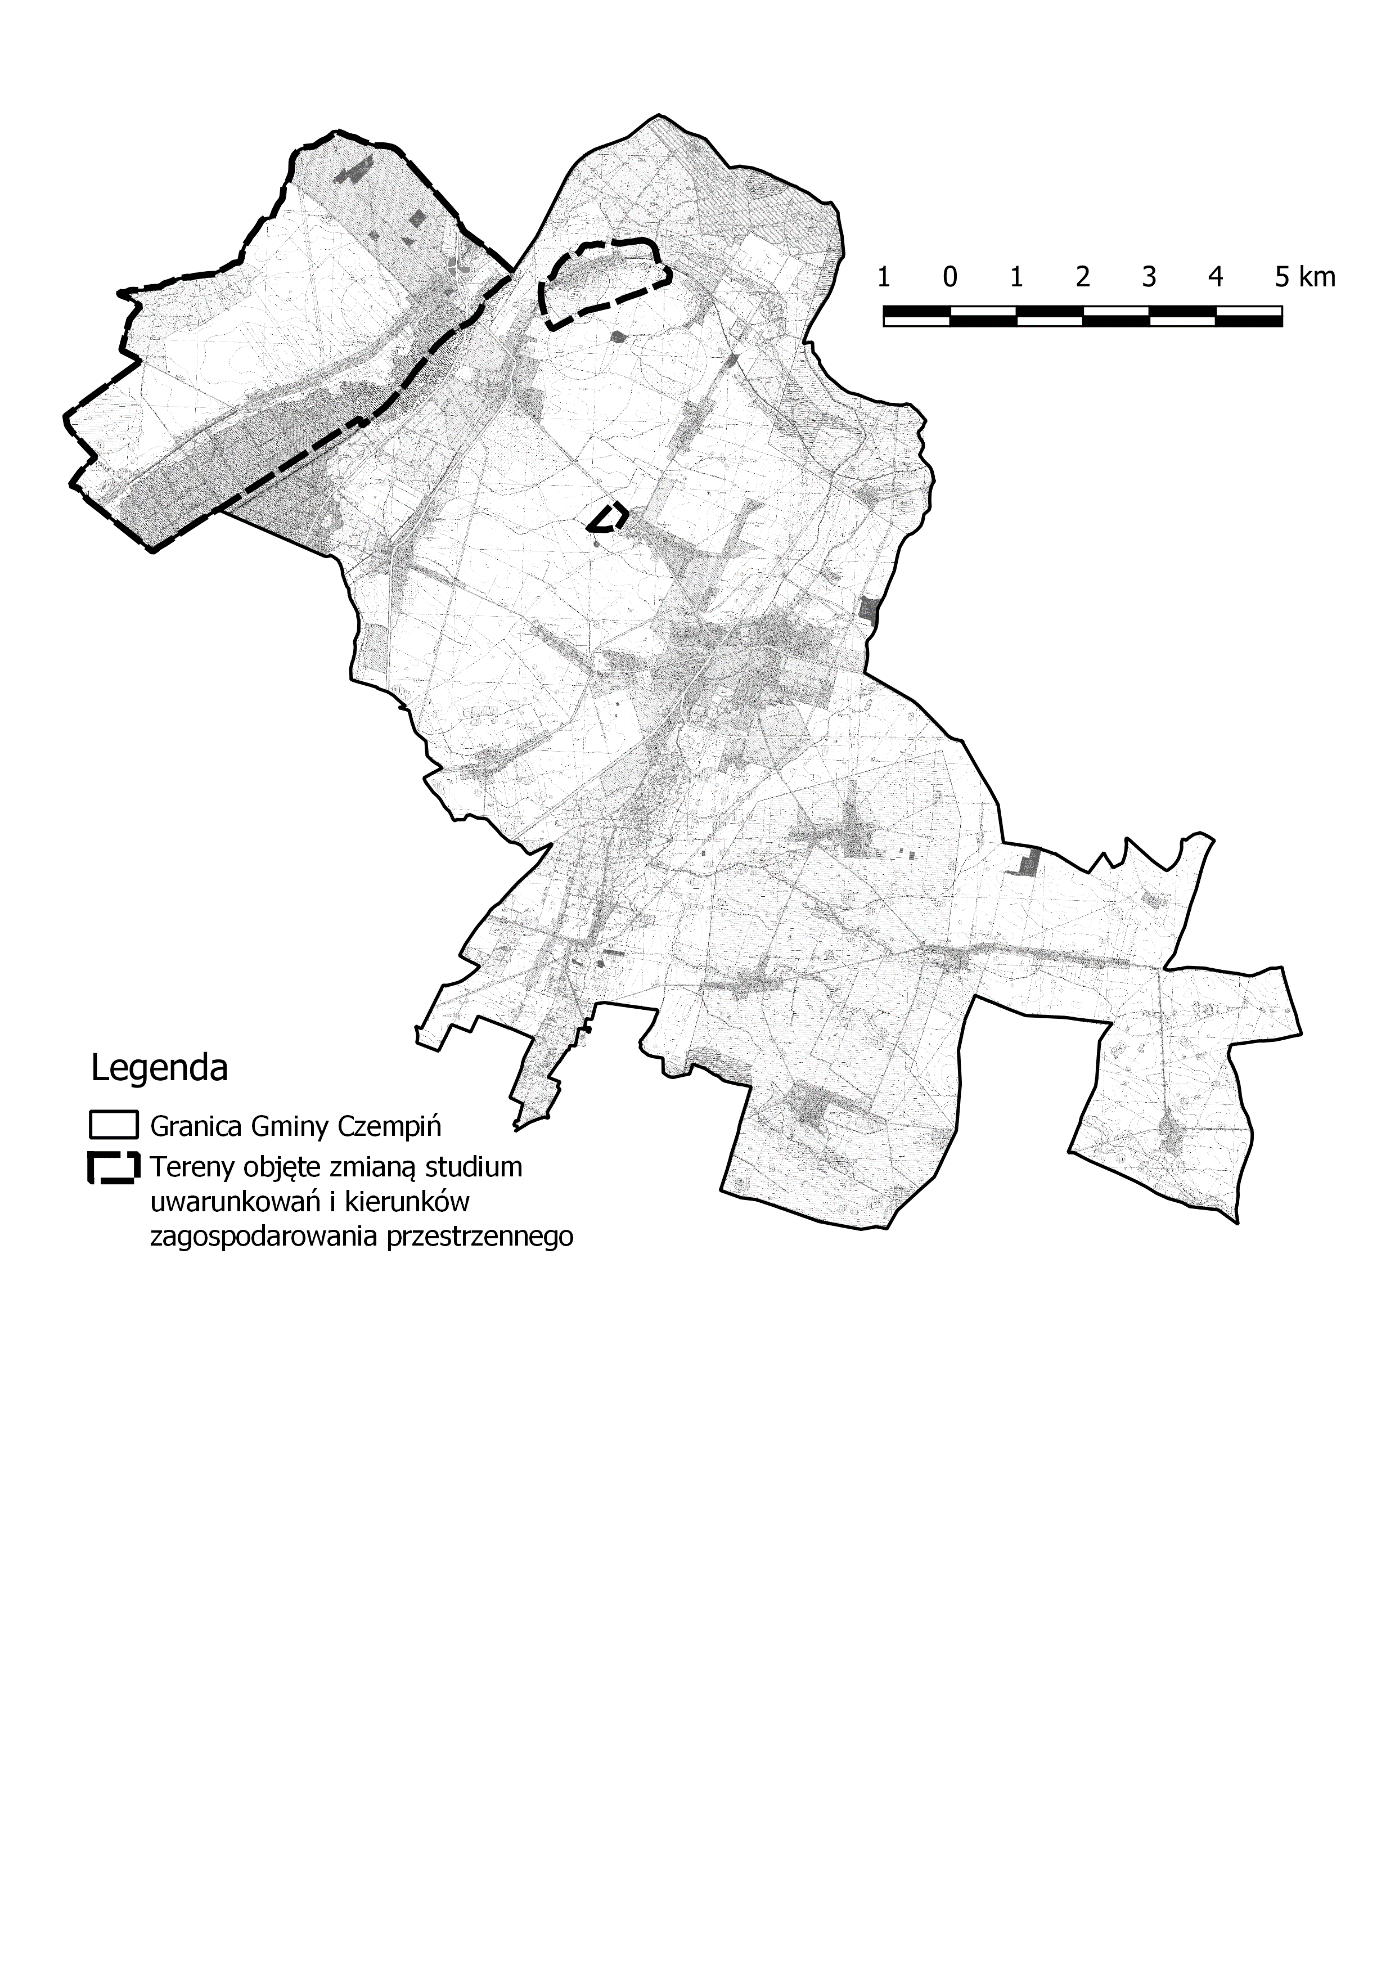 1 0 1 2 3 4 5 km
Legenda
Granica Gminy Czempiń
Tereny objęte zmianą studium
uwarunkowań i kierunków
zagospodarowania przestrzennego